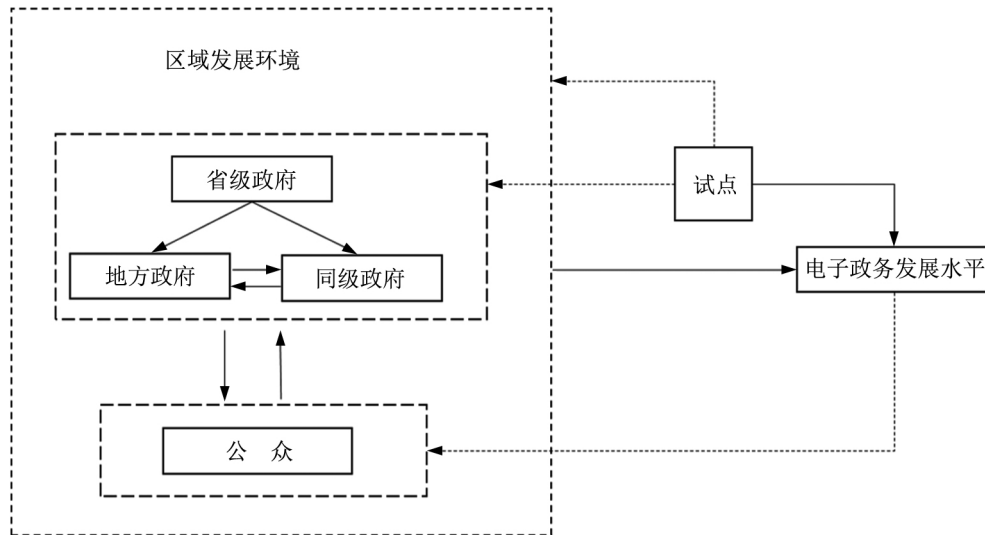 区域发展环境
省级政府
试点
地方政府
同级政府
电子政务发展水平
公 众